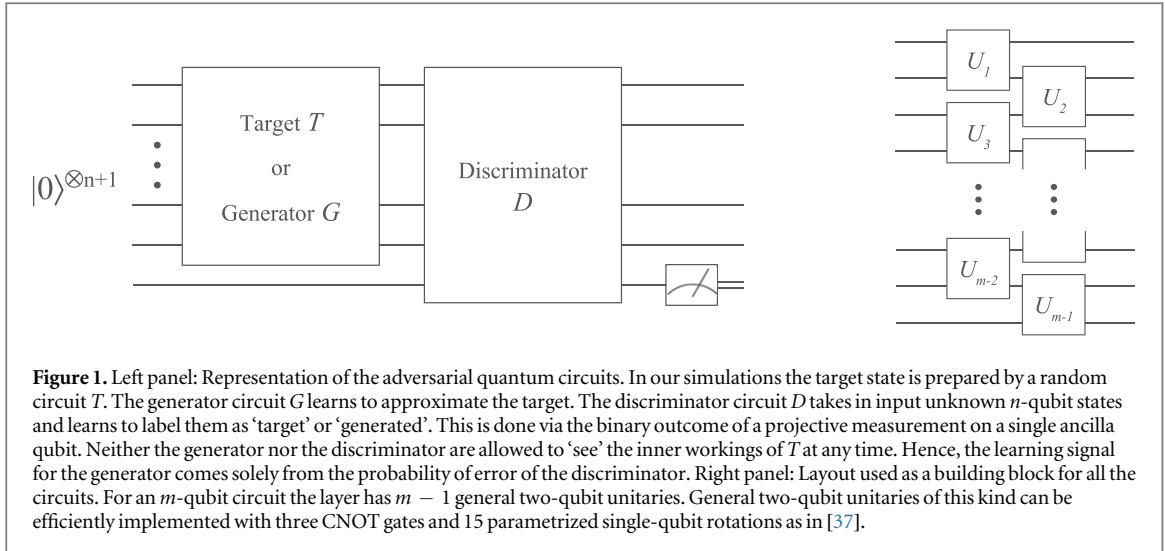 |0⟩⊗n+1
Target T
or
Generator G
Discriminator
D
U1
U2
U3
Um-2
Um-1
Figure 1. Left panel: Representation of the adversarial quantum circuits. In our simulations the target state is prepared by a random
circuit T. The generator circuit G learns to approximate the target. The discriminator circuit D takes in input unknown n-qubit states
and learns to label them as ‘target’ or ‘generated’. This is done via the binary outcome of a projective measurement on a single ancilla
qubit. Neither the generator nor the discriminator are allowed to ‘see’ the inner workings of T at any time. Hence, the learning signal
for the generator comes solely from the probability of error of the discriminator. Right panel: Layout used as a building block for all the
circuits. For an m-qubit circuit the layer has m − 1 general two-qubit unitaries. General two-qubit unitaries of this kind can be
efficiently implemented with three CNOT gates and 15 parametrized single-qubit rotations as in [37].